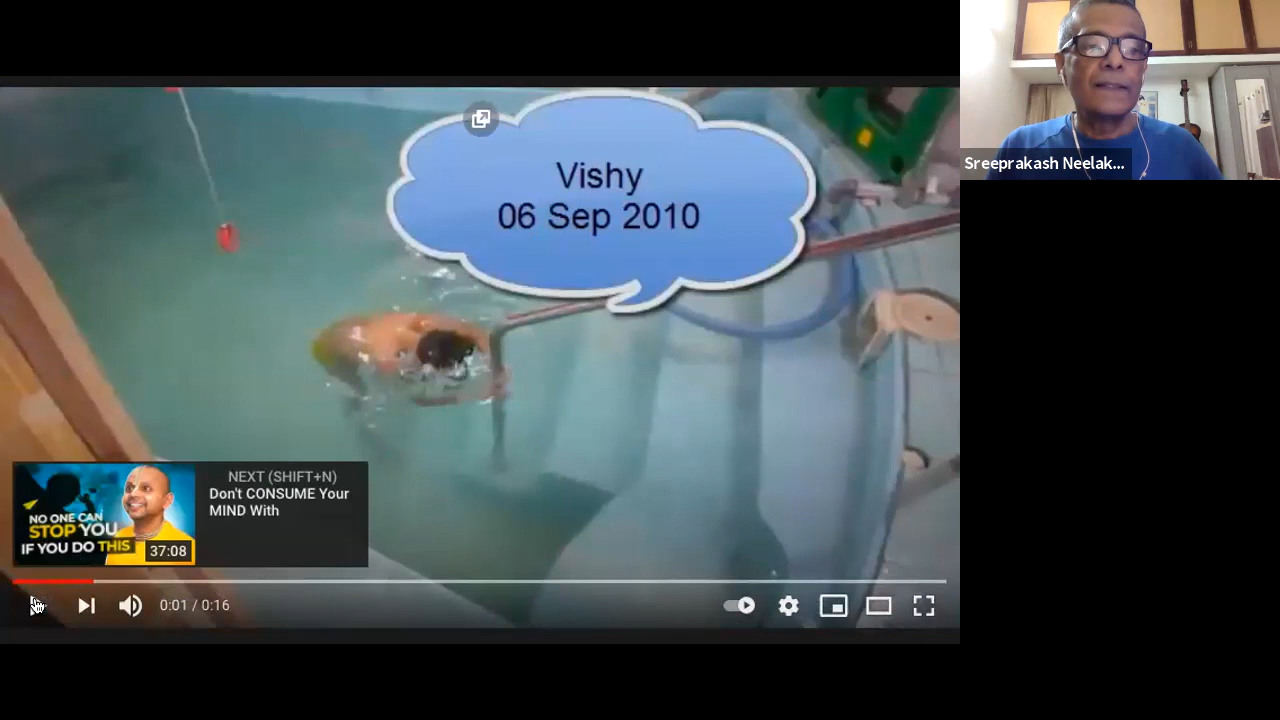 Vishy
06 Sep 2010
Sreeprakash Neelak...
NEXT (SHIFT+N)
Don't CONSUME Your
MIND With
NO ONE CAN
STOP YOU
IF YOU DO THIS
37:08
0:01 / 0:16